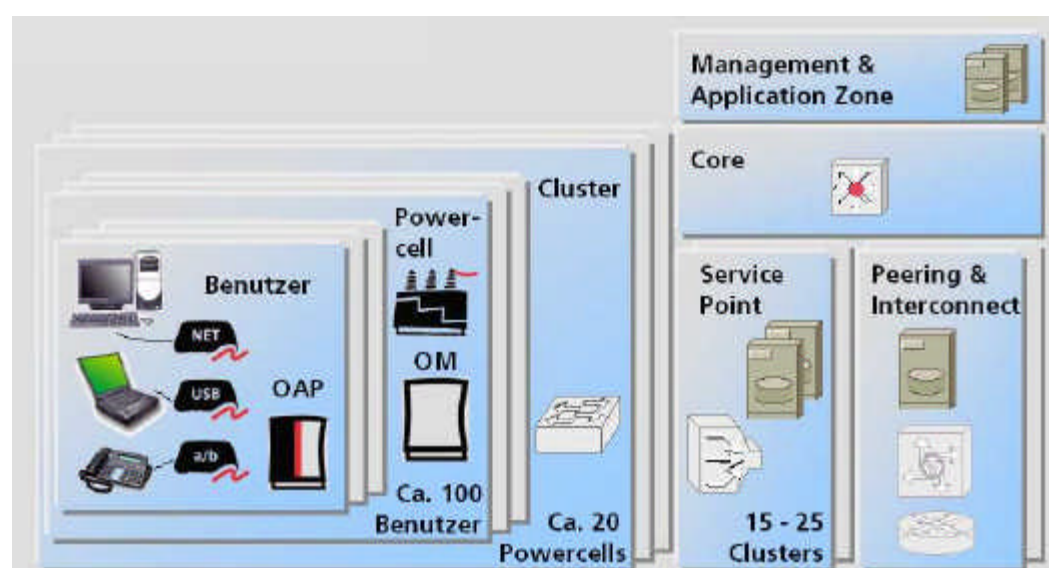 Management &
Application Zone
Core
Cluster
Power-
cell
Benutzer
NET
USB
OAP
a/b
OM
Ca. 100
Benutzer
Ca. 20
Powercells
Service
Point
15 - 25
Clusters
Peering &
Interconnect